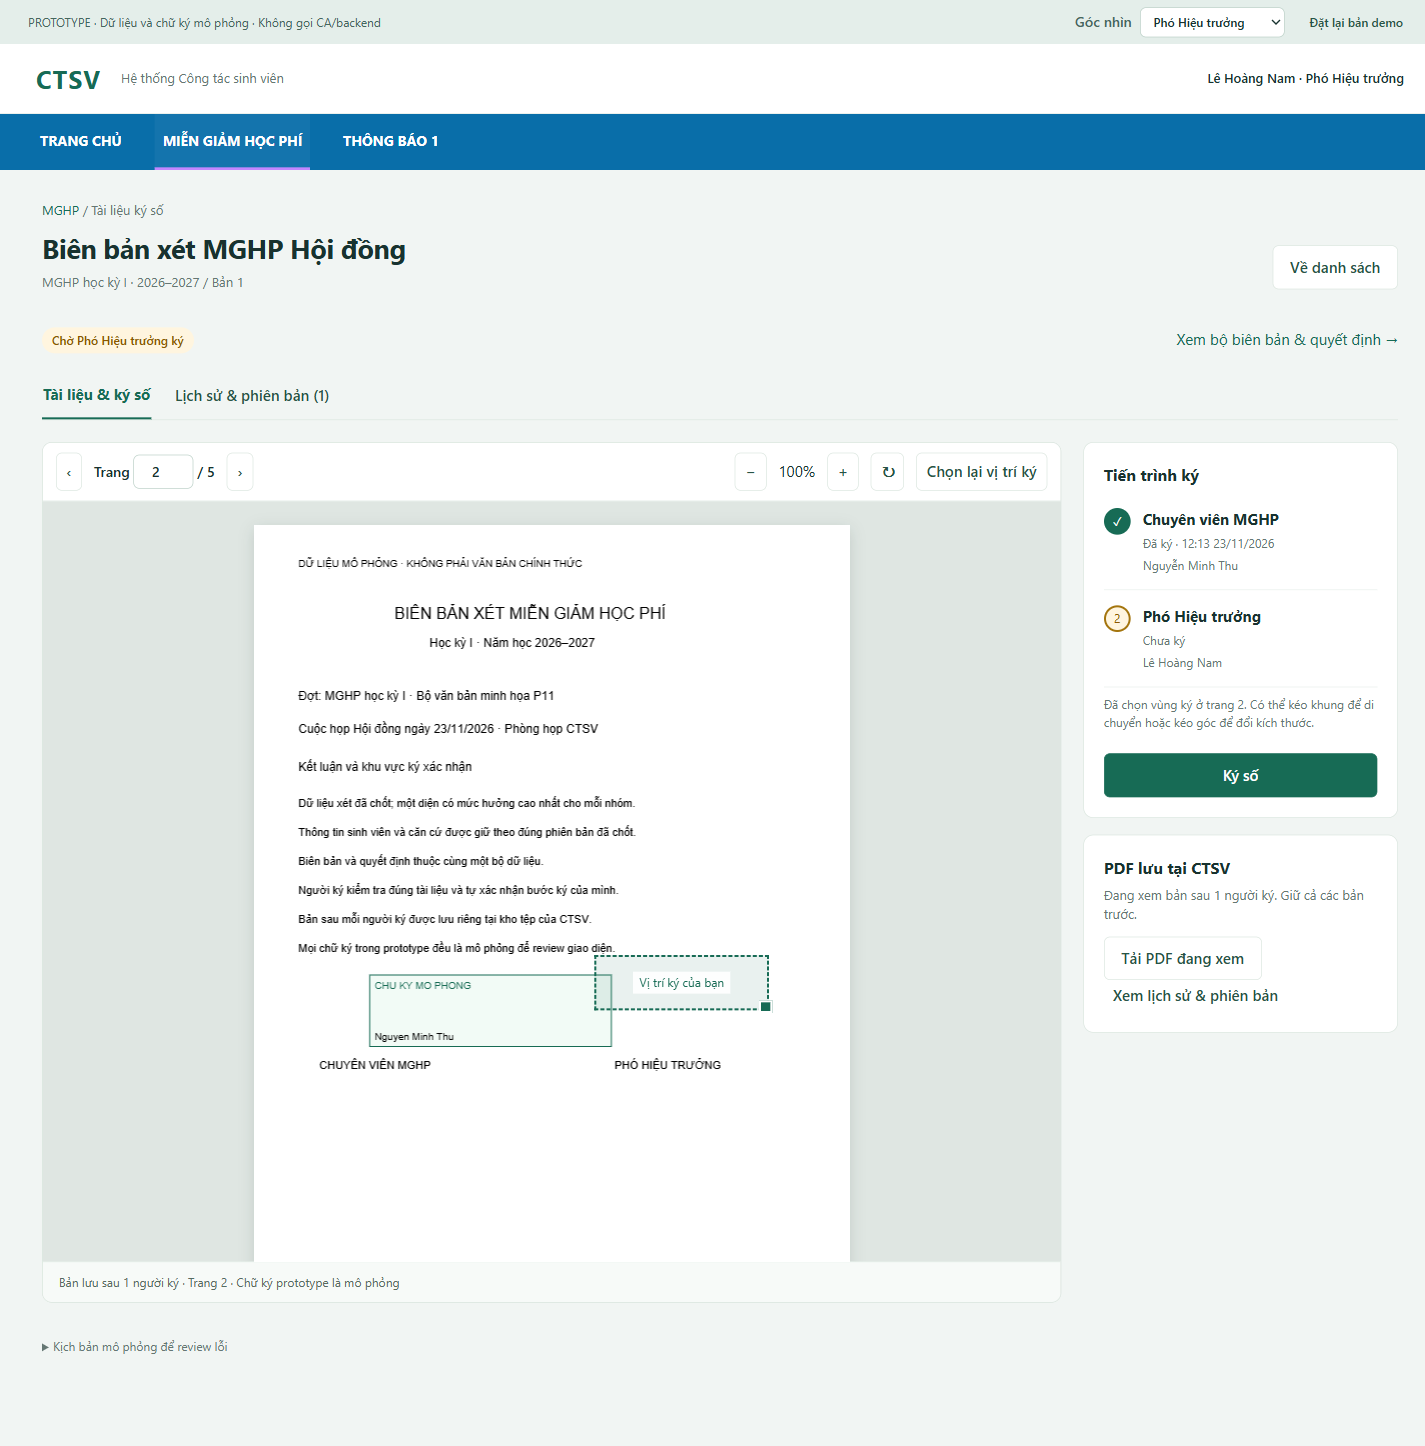 PROTOTYPE · Dữ liệu và chữ ký mô phỏng · Không gọi CA/backend
Góc nhìn
Phó Hiệu trưởng
Đặt lại bản demo
CTSV
Hệ thống Công tác sinh viên
Lê Hoàng Nam · Phó Hiệu trưởng
TRANG CHỦ
MIỄN GIẢM HỌC PHÍ
THÔNG BÁO 1
MGHP / Tài liệu ký số
Biên bản xét MGHP Hội đồng
MGHP học kỳ I · 2026–2027 / Bản 1
Về danh sách
Chờ Phó Hiệu trưởng ký
Xem bộ biên bản & quyết định →
Tài liệu & ký số
Lịch sử & phiên bản (1)
‹ Trang 2 / 5 ›
− 100% + ↻ Chọn lại vị trí ký
DỮ LIỆU MÔ PHỎNG · KHÔNG PHẢI VĂN BẢN CHÍNH THỨC
BIÊN BẢN XÉT MIỄN GIẢM HỌC PHÍ
Học kỳ I · Năm học 2026–2027
Đợt: MGHP học kỳ I · Bộ văn bản minh họa P11
Cuộc họp Hội đồng ngày 23/11/2026 · Phòng họp CTSV
Kết luận và khu vực ký xác nhận
Dữ liệu xét đã chốt; một diện có mức hưởng cao nhất cho mỗi nhóm.
Thông tin sinh viên và căn cứ được giữ theo đúng phiên bản đã chốt.
Biên bản và quyết định thuộc cùng một bộ dữ liệu.
Người ký kiểm tra đúng tài liệu và tự xác nhận bước ký của mình.
Bản sau mỗi người ký được lưu riêng tại kho tệp của CTSV.
Mọi chữ ký trong prototype đều là mô phỏng để review giao diện.
CHU KY MO PHONG
Vị trí ký của bạn
Nguyen Minh Thu
CHUYÊN VIÊN MGHP
PHÓ HIỆU TRƯỞNG
Bản lưu sau 1 người ký · Trang 2 · Chữ ký prototype là mô phỏng
Tiến trình ký
✓ Chuyên viên MGHP
Đã ký · 12:13 23/11/2026
Nguyễn Minh Thu
2 Phó Hiệu trưởng
Chưa ký
Lê Hoàng Nam
Đã chọn vùng ký ở trang 2. Có thể kéo khung để di
chuyển hoặc kéo góc để đổi kích thước.
Ký số
PDF lưu tại CTSV
Đang xem bản sau 1 người ký. Giữ cả các bản
trước.
Tải PDF đang xem
Xem lịch sử & phiên bản
▶ Kịch bản mô phỏng để review lỗi